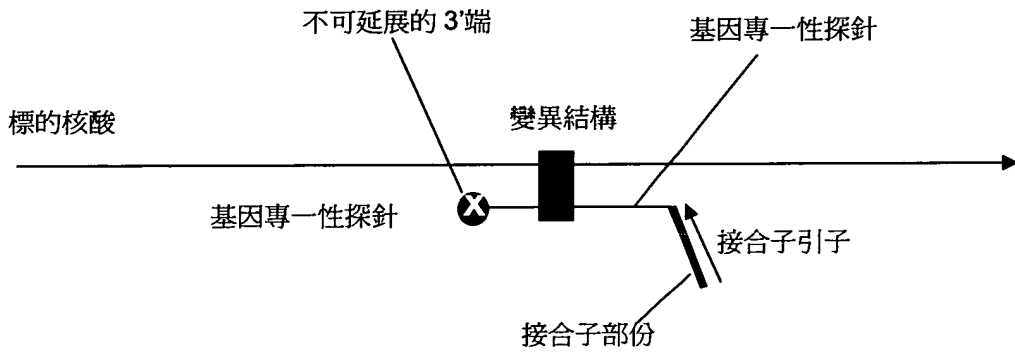 不可延展的 3’端
基因專一性探針
標的核酸
變異結構
X
基因專一性探針
接合子引子
接合子部份